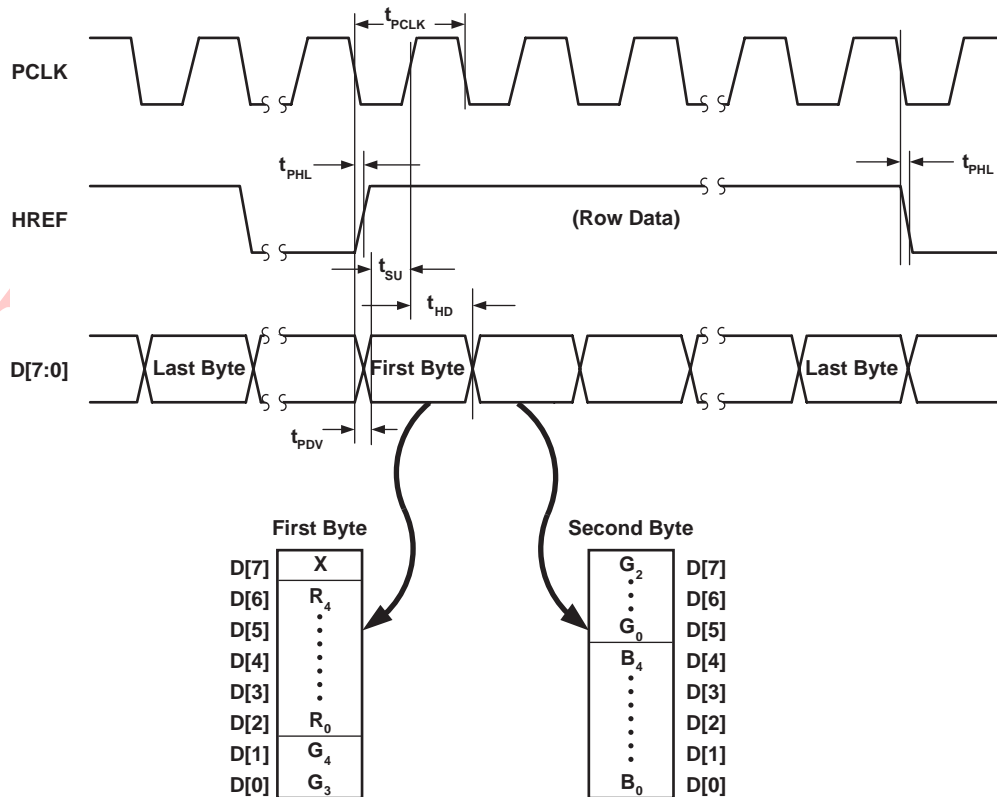 t_PCLK
PCLK
t_PHL
t_PHL
HREF
(Row Data)
t_SU
t_HD
D[7:0]
Last Byte
First Byte
Last Byte
t_PDV
First Byte
Second Byte
D[7] X
D[6] R_4
D[5]
D[4]
D[3]
D[2] R_0
D[1] G_4
D[0] G_3
G_2 D[7]
D[6]
G_0 D[5]
B_4 D[4]
D[3]
D[2]
D[1]
B_0 D[0]